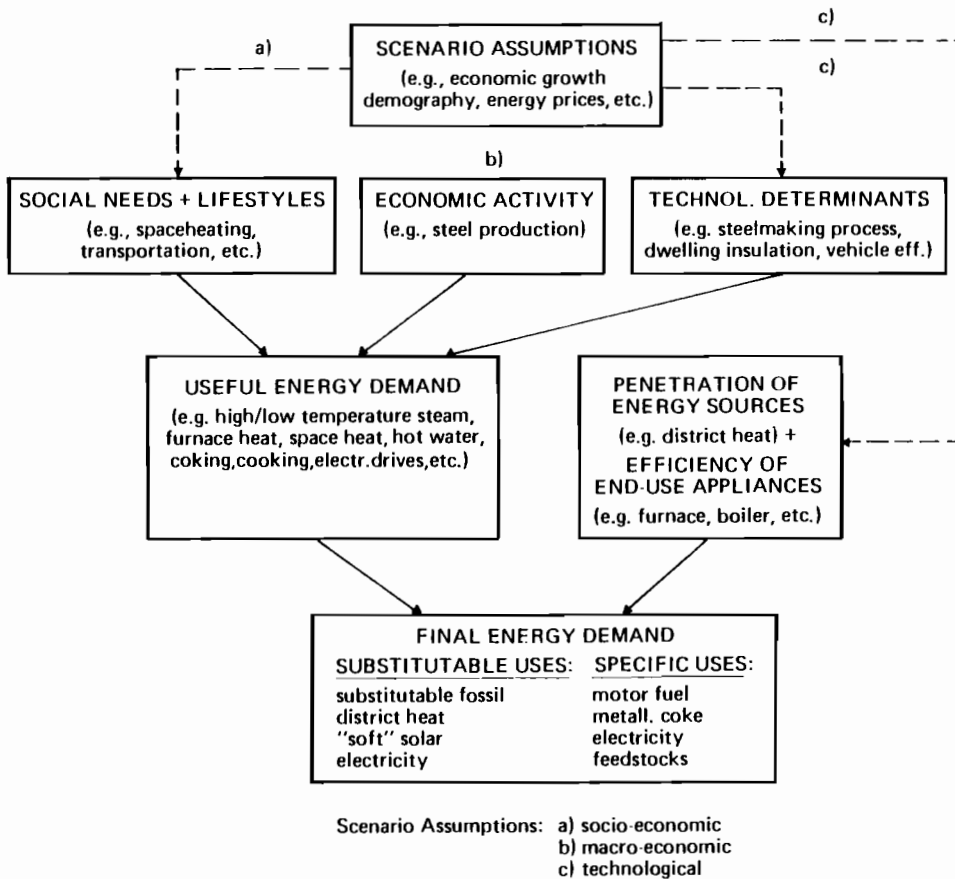 c)
a)
SCENARIO ASSUMPTIONS
(e.g., economic growth
demography, energy prices, etc.)
c)
b)
SOCIAL NEEDS + LIFESTYLES
(e.g., spaceheating,
transportation, etc.)
ECONOMIC ACTIVITY
(e.g., steel production)
TECHNOL. DETERMINANTS
(e.g. steelmaking process,
dwelling insulation, vehicle eff.)
USEFUL ENERGY DEMAND
(e.g. high/low temperature steam,
furnace heat, space heat, hot water,
coking,cooking,electr.drives,etc.)
PENETRATION OF
ENERGY SOURCES
(e.g. district heat) +
EFFICIENCY OF
END-USE APPLIANCES
(e.g. furnace, boiler, etc.)
FINAL ENERGY DEMAND
SUBSTITUTABLE USES:
substitutable fossil
district heat
"soft" solar
electricity
SPECIFIC USES:
motor fuel
metall. coke
electricity
feedstocks
Scenario Assumptions: a) socio-economic
b) macro-economic
c) technological